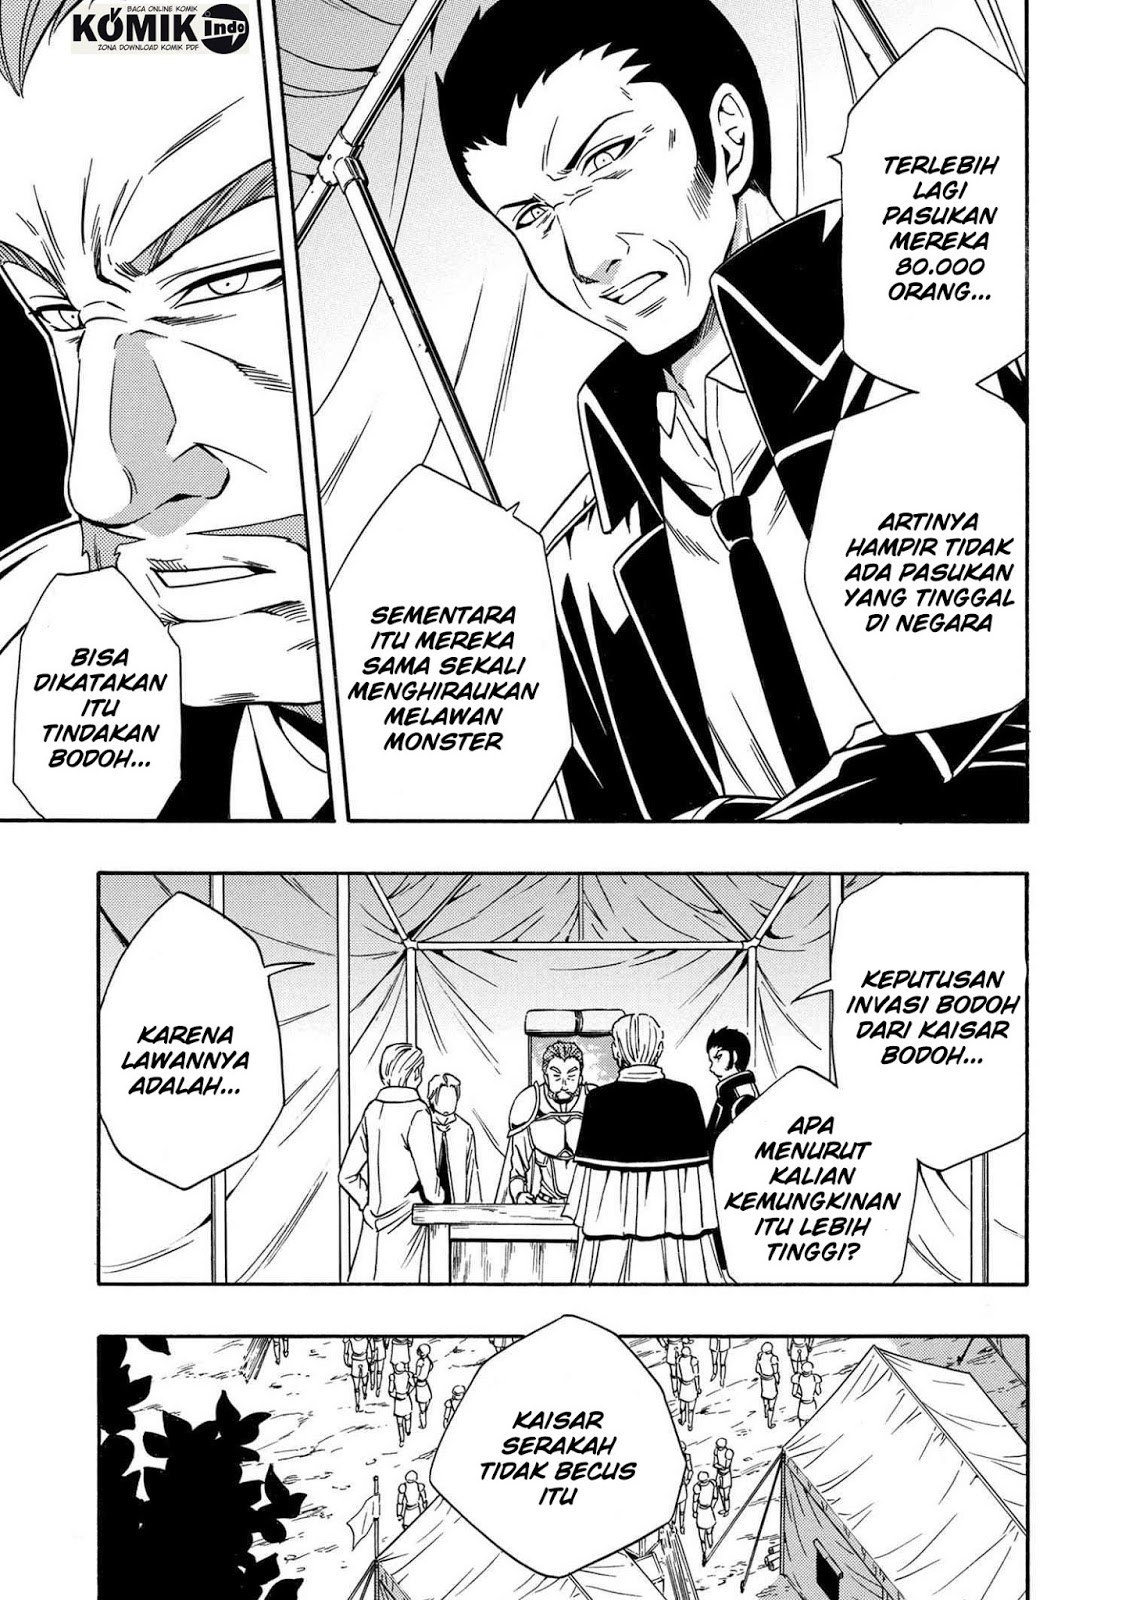 BACA ONLINE KOMIK
KOMIK Indo
ZONA DOWNLOAD KOMIK PDF
TERLEBIH
LAGI
PASUKAN
MEREKA
80.000
ORANG...
ARTINYA
HAMPIR TIDAK
ADA PASUKAN
YANG TINGGAL
DI NEGARA
SEMENTARA
ITU MEREKA
SAMA SEKALI
MENGHIRAUKAN
MELAWAN
MONSTER
BISA
DIKATAKAN
ITU
TINDAKAN
BODOH...
KEPUTUSAN
INVASI BODOH
DARI KAISAR
BODOH...
APA
MENURUT
KALIAN
KEMUNGKINAN
ITU LEBIH
TINGGI?
KARENA
LAWANNYA
ADALAH...
KAISAR
SERAKAH
TIDAK BECUS
ITU